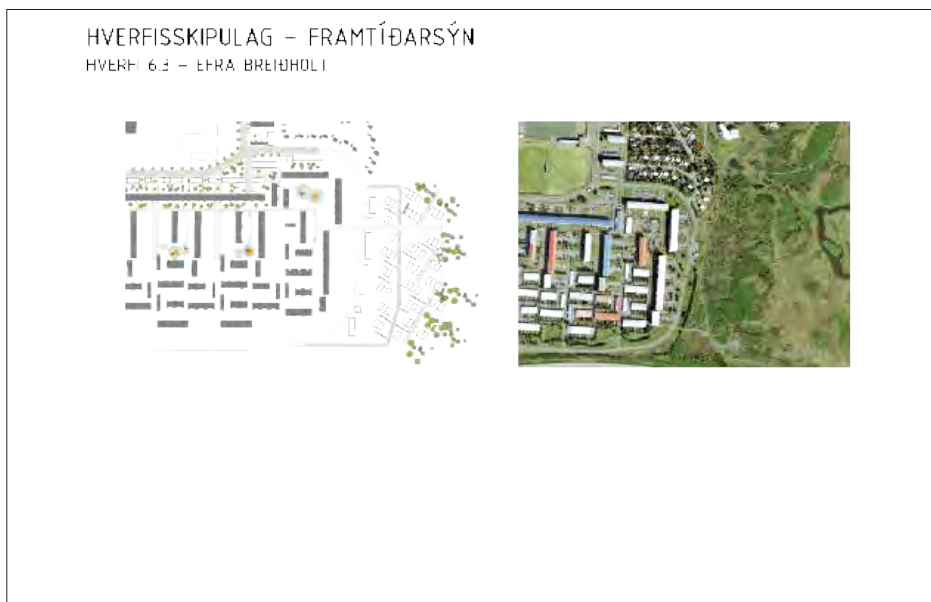 HVERFISSKIPULAG – FRAMTÍÐARSÝN
HVERFI 6.3 – EFRA BREIÐHOLT